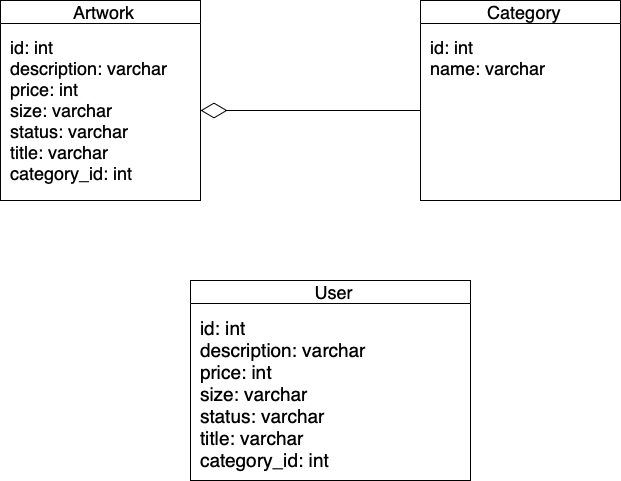 Artwork
id: int
description: varchar
price: int
size: varchar
status: varchar
title: varchar
category_id: int
Category
id: int
name: varchar
User
id: int
description: varchar
price: int
size: varchar
status: varchar
title: varchar
category_id: int